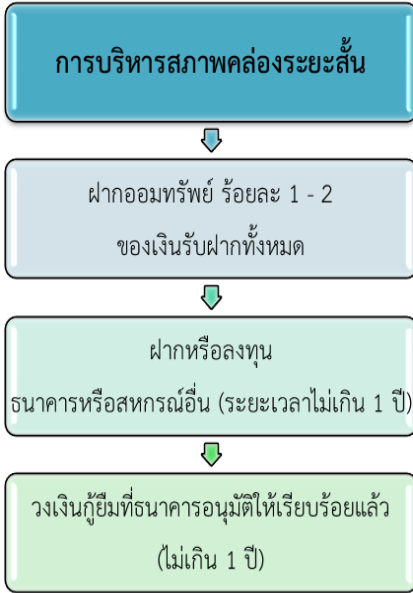 การบริหารสภาพคล่องระยะสั้น
ฝากออมทรัพย์ ร้อยละ 1 - 2
ของเงินรับฝากทั้งหมด
ฝากหรือลงทุน
ธนาคารหรือสหกรณ์อื่น (ระยะเวลาไม่เกิน 1 ปี)
วงเงินกู้ยืมที่ธนาคารอนุมัติให้เรียบร้อยแล้ว
(ไม่เกิน 1 ปี)